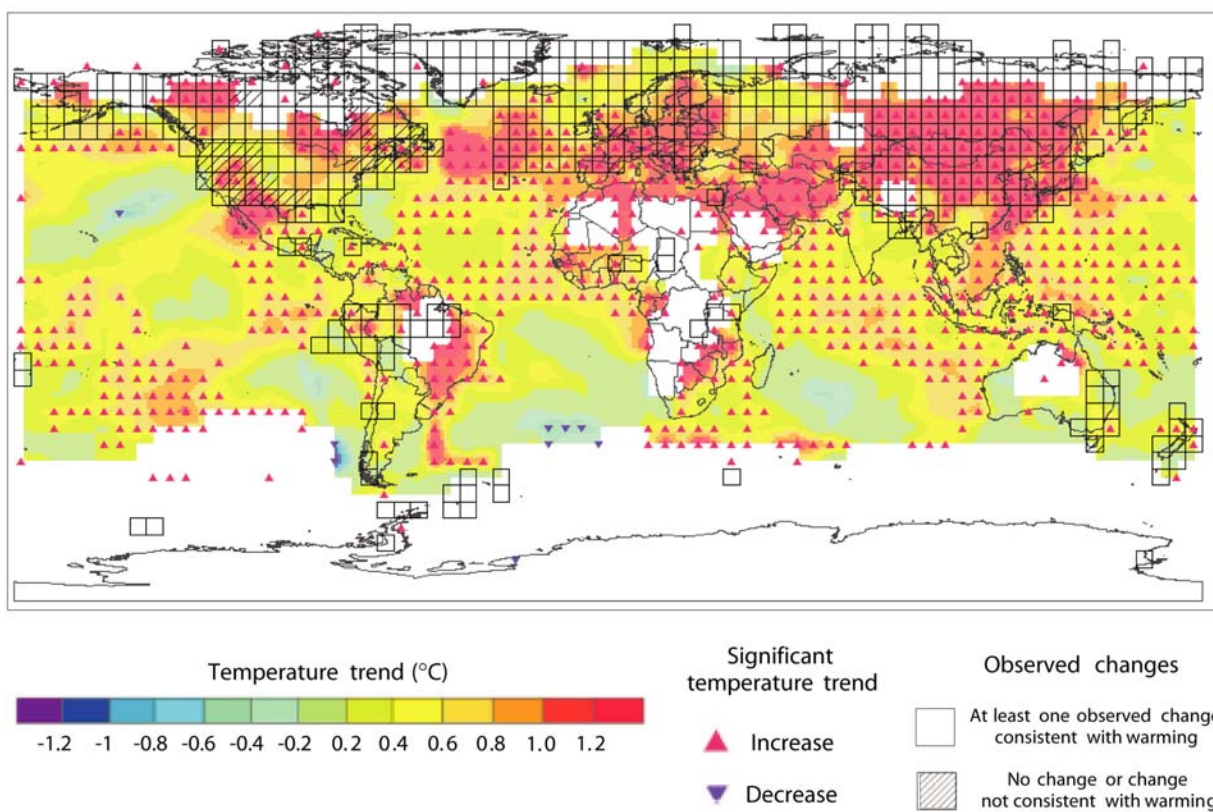 Temperature trend (°C)
-1.2 -1 -0.8 -0.6 -0.4 -0.2 0.2 0.4 0.6 0.8 1.0 1.2
Significant
temperature trend
Increase
Decrease
Observed changes
At least one observed change
consistent with warming
No change or change
not consistent with warming